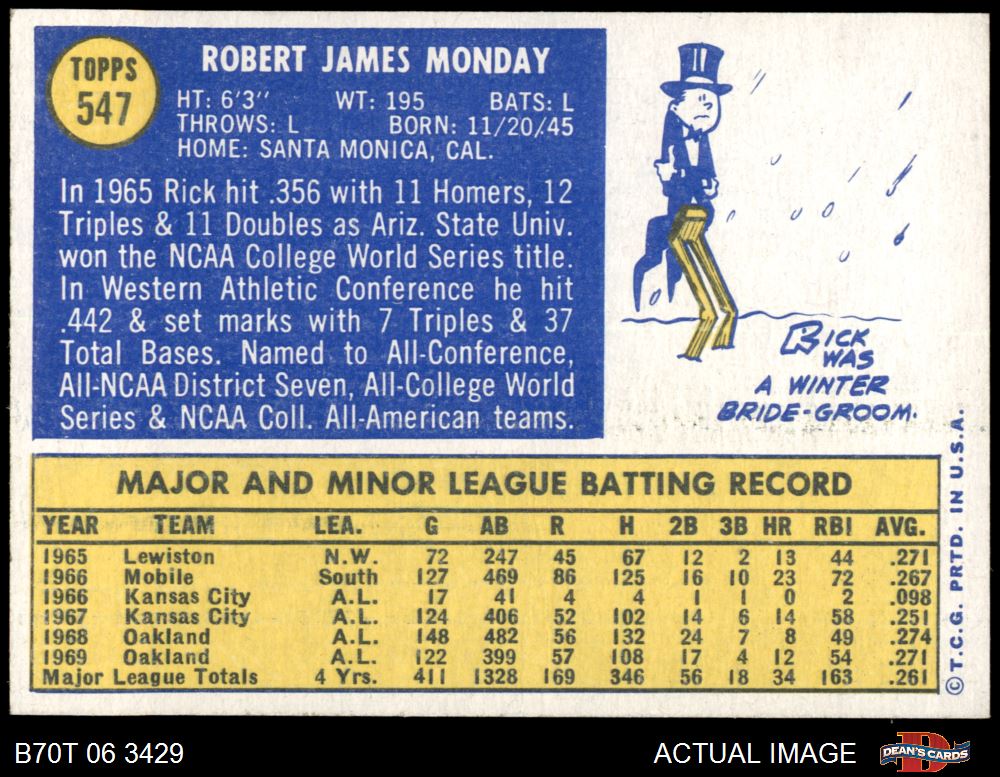 TOPPS
547
ROBERT JAMES MONDAY
HT: 6'3" WT: 195 BATS: L
THROWS: L BORN: 11/20/45
HOME: SANTA MONICA, CAL.
In 1965 Rick hit .356 with 11 Homers, 12
Triples & 11 Doubles as Ariz. State Univ.
won the NCAA College World Series title.
In Western Athletic Conference he hit
.442 & set marks with 7 Triples & 37
Total Bases. Named to All-Conference,
All-NCAA District Seven, All-College World
Series & NCAA Coll. All-American teams.
RICK
WAS
A WINTER
BRIDE-GROOM.
MAJOR AND MINOR LEAGUE BATTING RECORD
YEAR TEAM LEA. G AB R H 2B 3B HR RBI AVG.
1965 Lewiston N.W. 72 247 45 67 12 2 13 44 .271
1966 Mobile South 127 469 86 125 16 10 23 72 .267
1966 Kansas City A.L. 17 41 4 4 1 1 0 2 .098
1967 Kansas City A.L. 124 406 52 102 14 6 14 58 .251
1968 Oakland A.L. 148 482 56 132 24 7 8 49 .274
1969 Oakland A.L. 122 399 57 108 17 4 12 54 .271
Major League Totals 4 Yrs. 411 1328 169 346 56 18 34 163 .261
© T.C.G. PRTD. IN U.S.A.
B70T 06 3429
ACTUAL IMAGE
D
DEAN'S CARDS